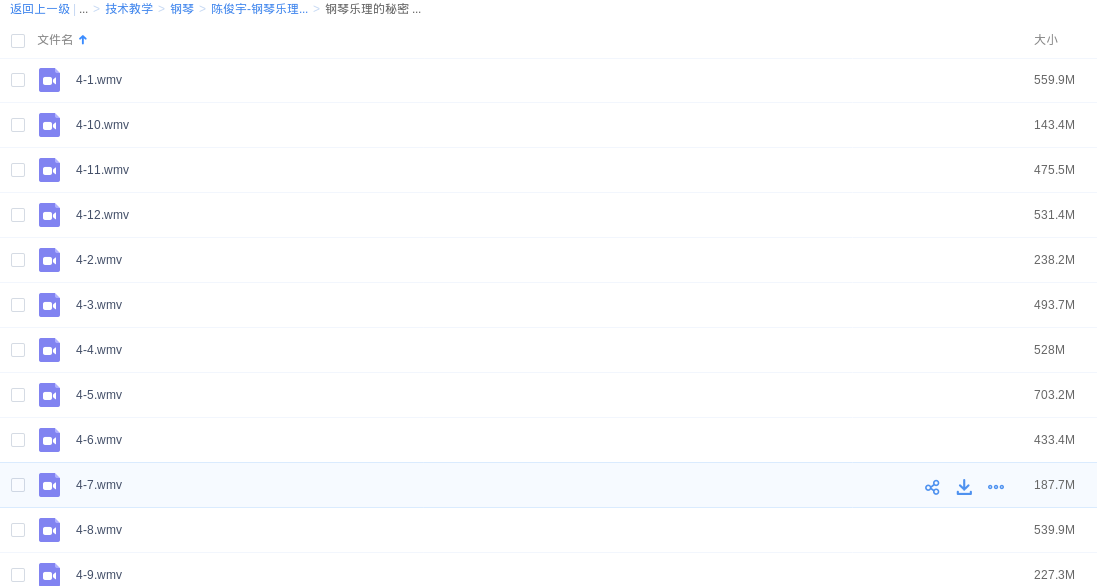 返回上一级 | ... > 技术教学 > 钢琴 > 陈俊宇-钢琴乐理... > 钢琴乐理的秘密 ...
文件名 大小
4-1.wmv 559.9M
4-10.wmv 143.4M
4-11.wmv 475.5M
4-12.wmv 531.4M
4-2.wmv 238.2M
4-3.wmv 493.7M
4-4.wmv 528M
4-5.wmv 703.2M
4-6.wmv 433.4M
4-7.wmv 187.7M
4-8.wmv 539.9M
4-9.wmv 227.3M